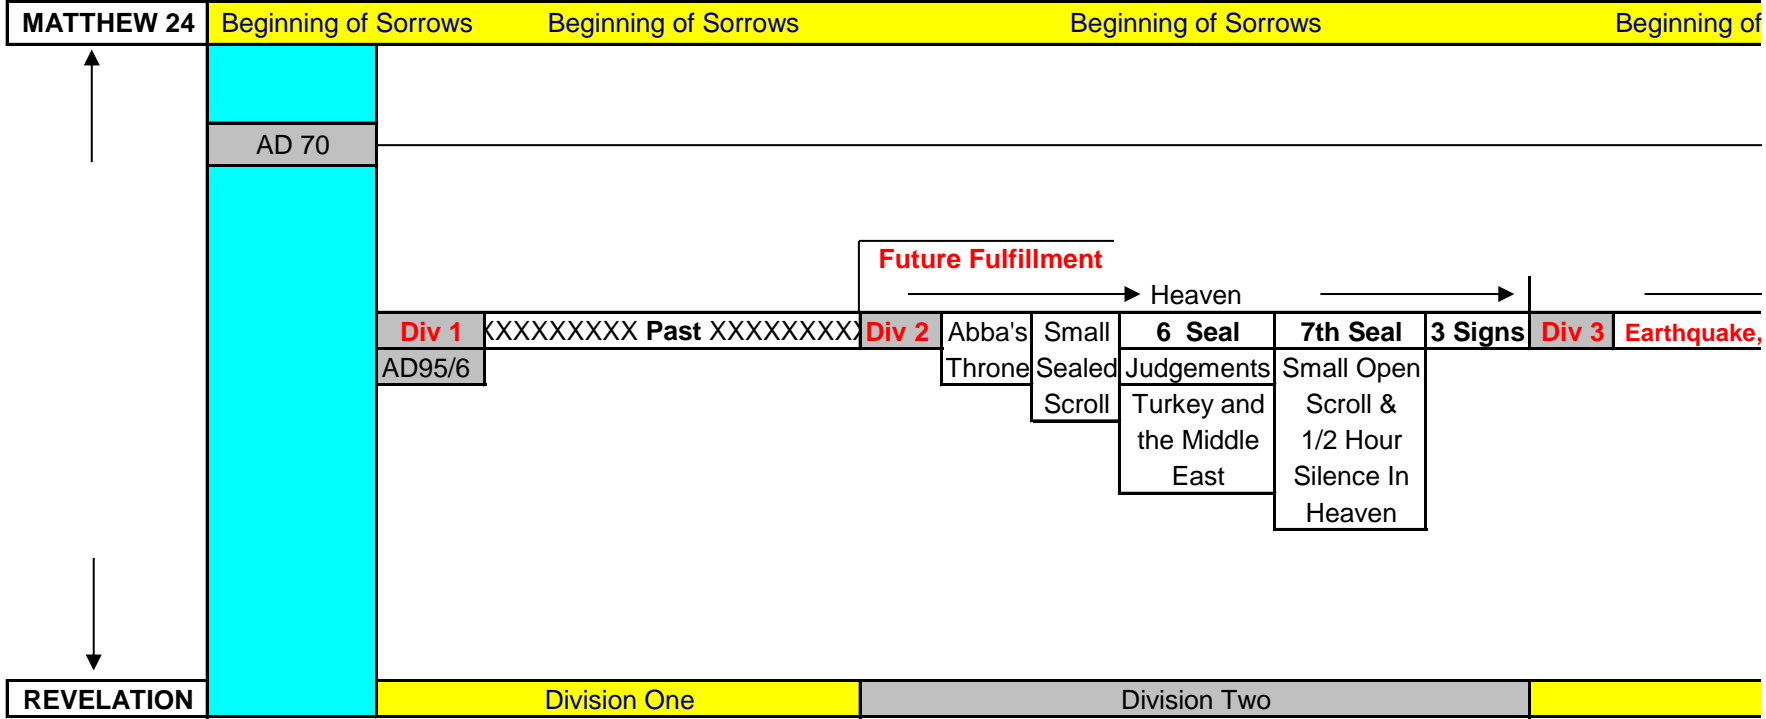 MATTHEW 24 Beginning of Sorrows Beginning of Sorrows Beginning of Sorrows Beginning of
AD 70
Future Fulfillment
Heaven
Div 1 XXXXXXXXX Past XXXXXXXXX Div 2 Abba's Small 6 Seal 7th Seal 3 Signs Div 3 Earthquake,
AD95/6 Throne Sealed Judgements Small Open
Scroll Turkey and Scroll &
the Middle 1/2 Hour
East Silence In
Heaven
REVELATION Division One Division Two